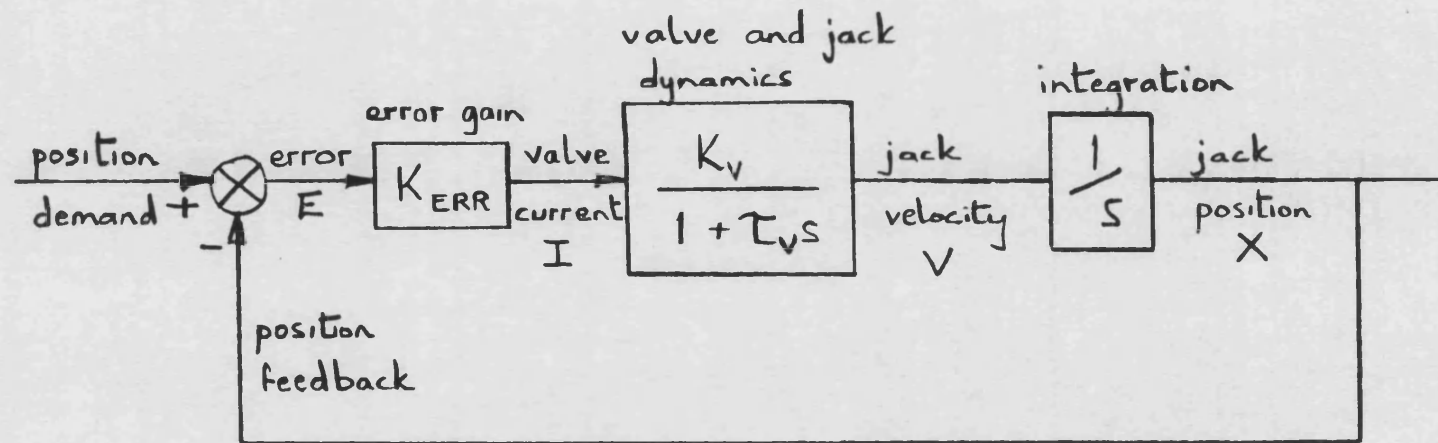 valve and jack
dynamics
integration
error gain
position
error
valve
jack
jack
demand
+
E
K_ERR
current
I
K_V
1 + τ_V s
velocity
V
1/s
position
X
-
position
feedback